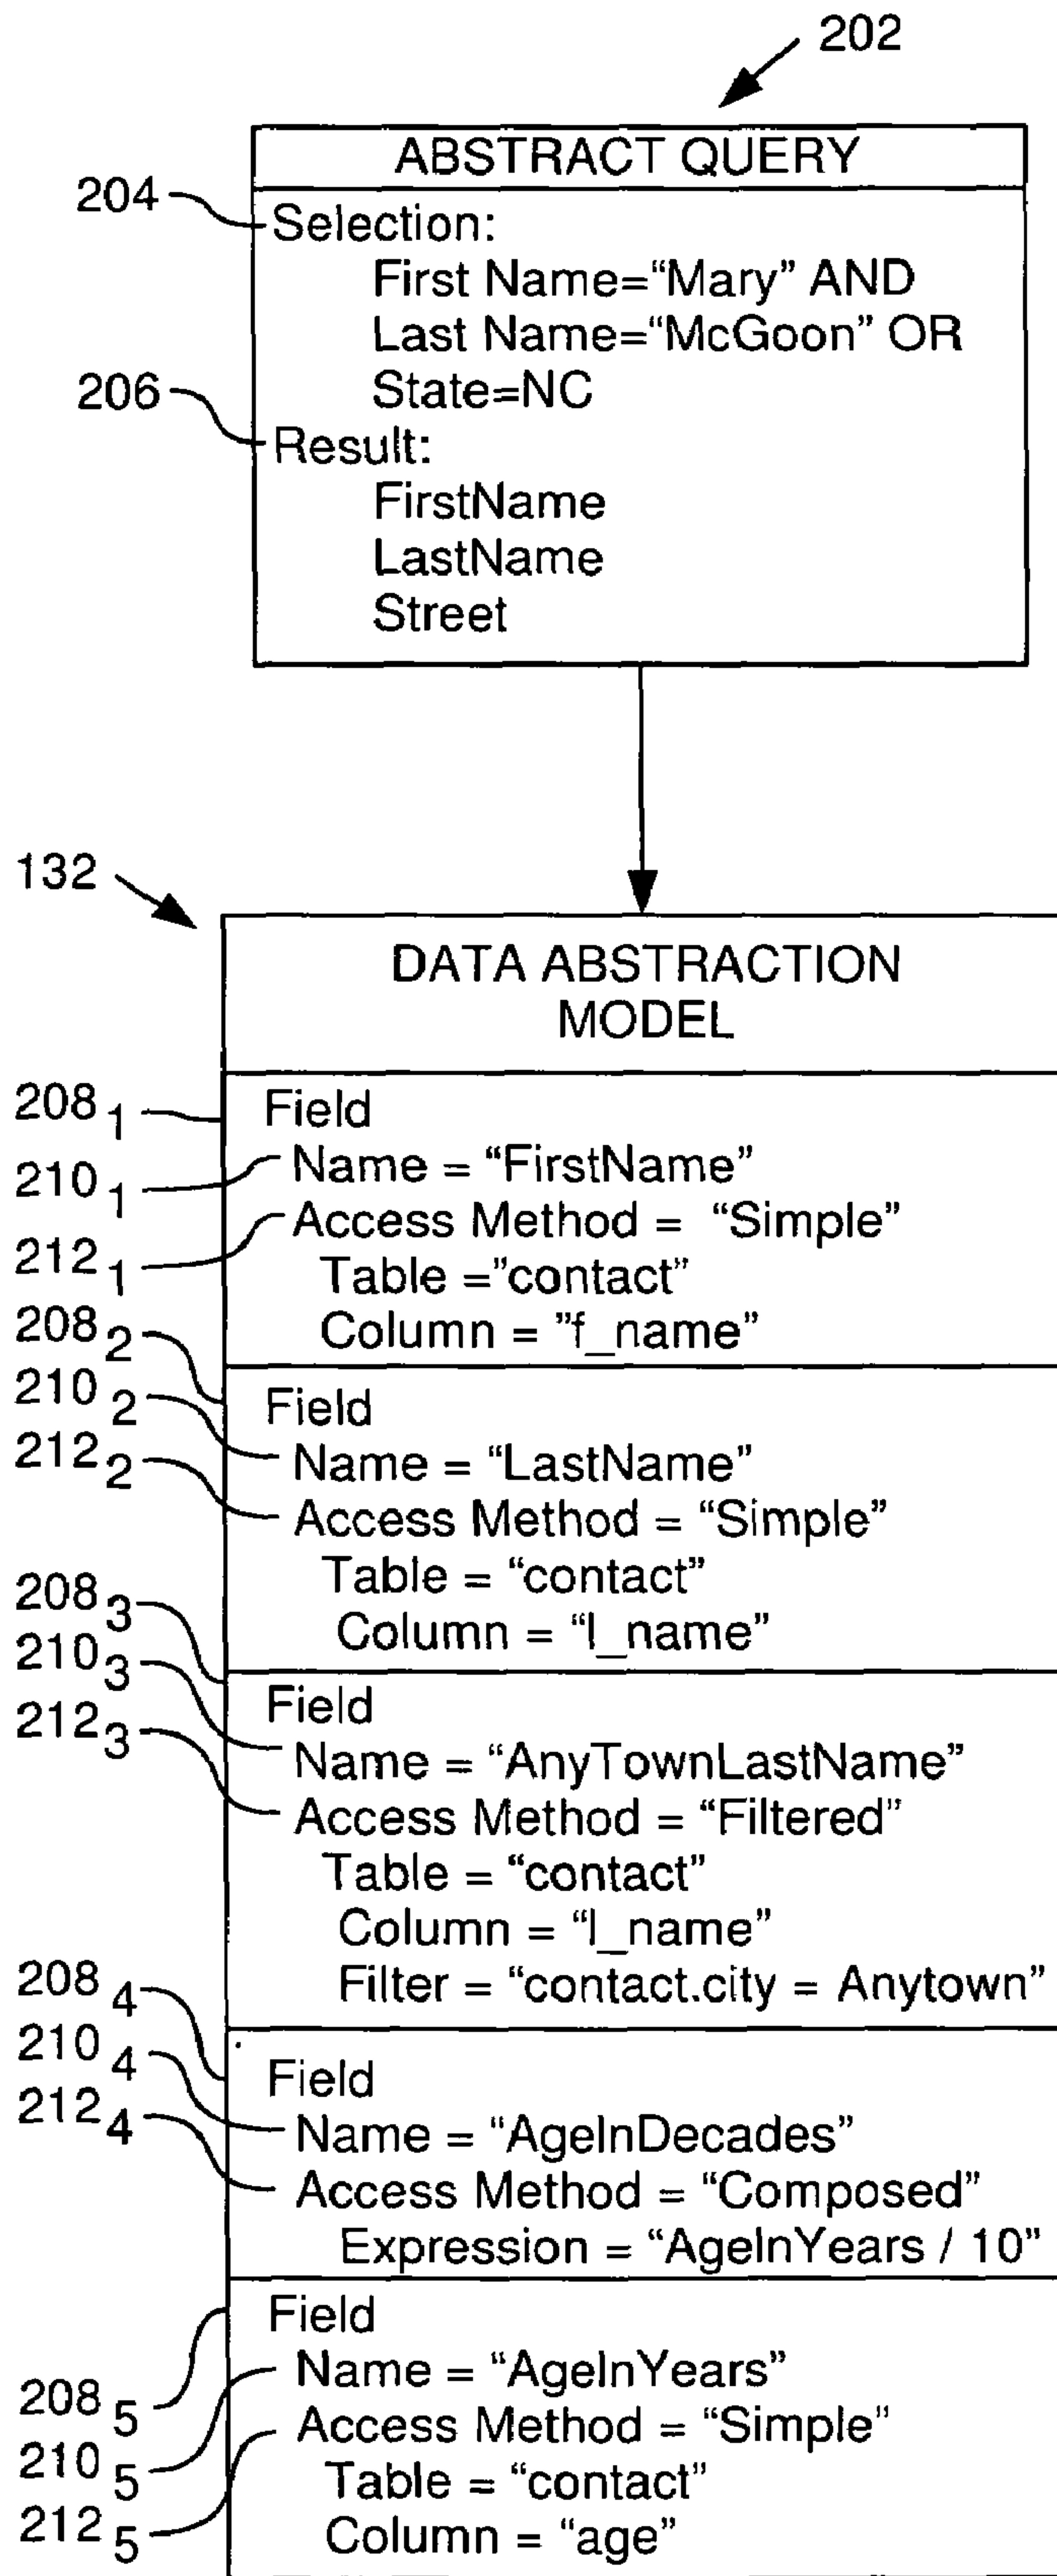 202
ABSTRACT QUERY
204
Selection:
First Name=“Mary” AND
Last Name=“McGoon” OR
206
State=NC
Result:
FirstName
LastName
Street
132
DATA ABSTRACTION
MODEL
208 1
Field
210 1
Name = “FirstName”
212 1
Access Method = “Simple”
Table =”contact”
Column = ”f_name”
208 2
210 2
Field
212 2
Name = “LastName”
Access Method = “Simple”
Table = “contact”
208 3
Column = “l_name”
210 3
212 3
Field
Name = “AnyTownLastName”
Access Method = “Filtered”
Table = “contact”
Column = “l_name”
208 4
Filter = “contact.city = Anytown”
210 4
Field
212 4
Name = “AgeInDecades”
Access Method = “Composed”
Expression = “AgeInYears / 10”
Field
Name = “AgeInYears”
208 5
Access Method = “Simple”
210 5
Table = “contact”
212 5
Column = “age”